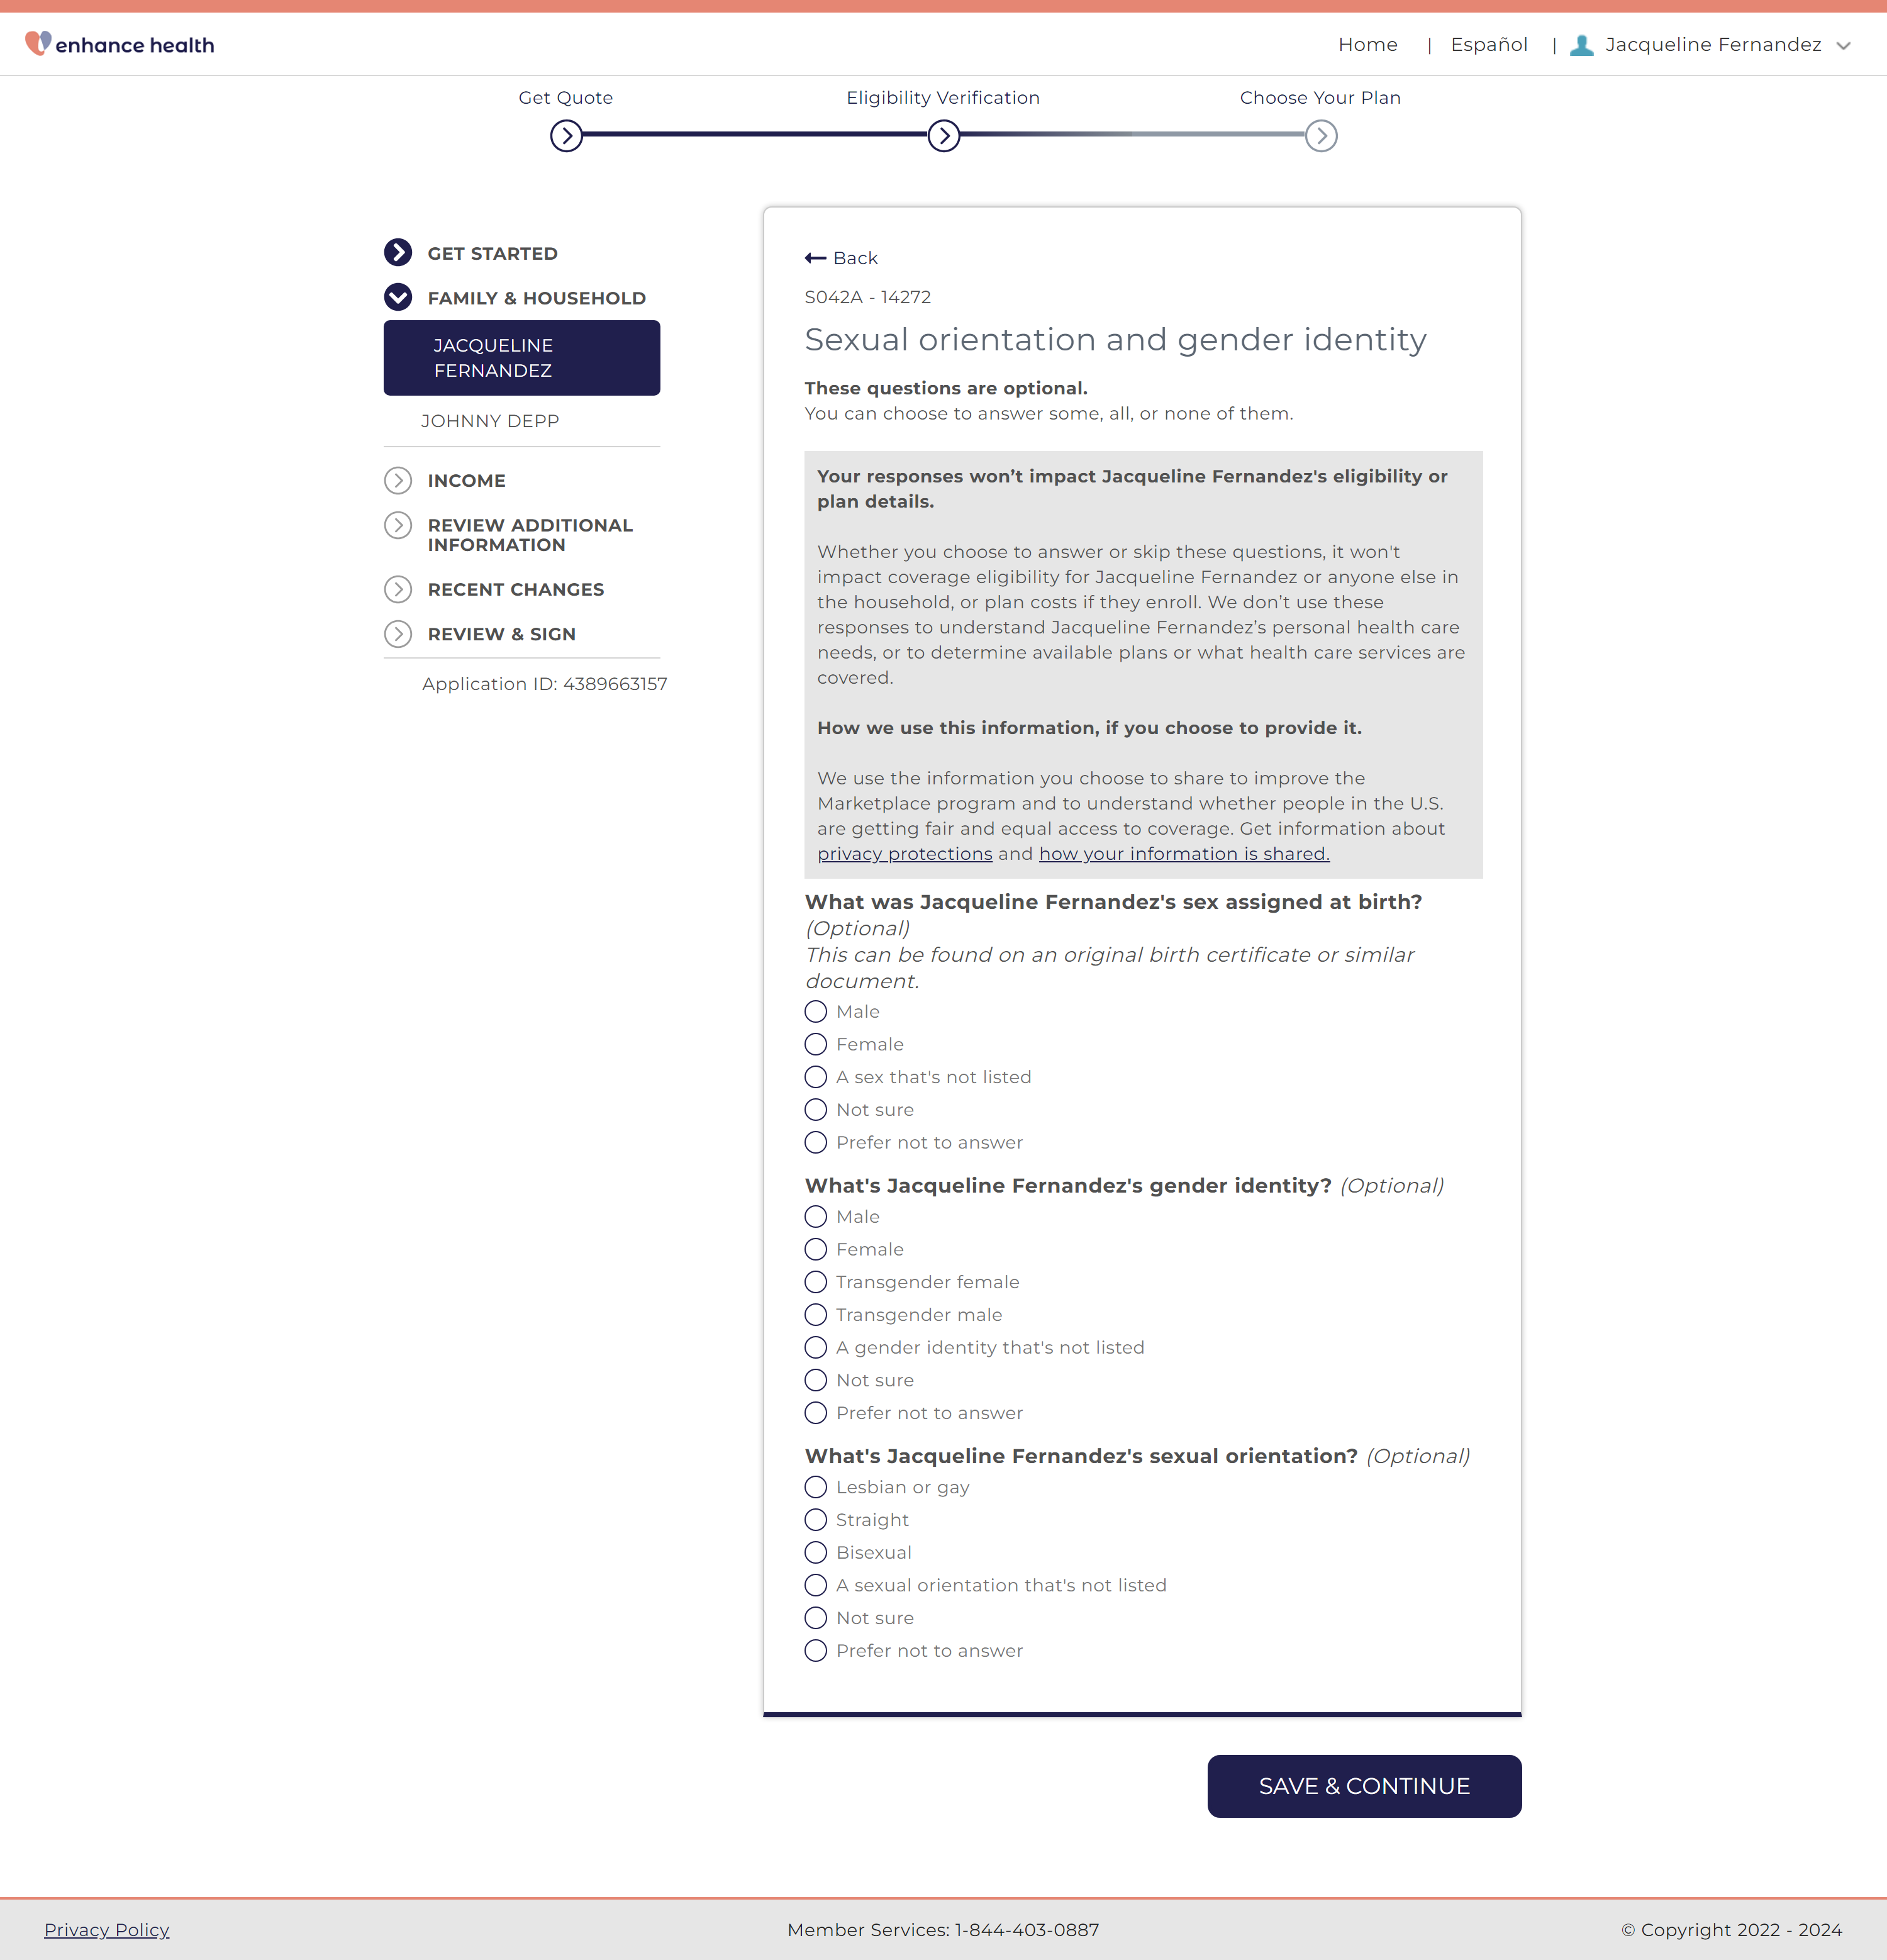 enhance health
Home | Español | Jacqueline Fernandez
Get Quote
Eligibility Verification
Choose Your Plan
GET STARTED
FAMILY & HOUSEHOLD
JACQUELINE
FERNANDEZ
JOHNNY DEPP
INCOME
REVIEW ADDITIONAL
INFORMATION
RECENT CHANGES
REVIEW & SIGN
Application ID: 4389663157
Back
S042A - 14272
Sexual orientation and gender identity
These questions are optional.
You can choose to answer some, all, or none of them.
Your responses won’t impact Jacqueline Fernandez's eligibility or
plan details.
Whether you choose to answer or skip these questions, it won't
impact coverage eligibility for Jacqueline Fernandez or anyone else in
the household, or plan costs if they enroll. We don’t use these
responses to understand Jacqueline Fernandez’s personal health care
needs, or to determine available plans or what health care services are
covered.
How we use this information, if you choose to provide it.
We use the information you choose to share to improve the
Marketplace program and to understand whether people in the U.S.
are getting fair and equal access to coverage. Get information about
privacy protections and how your information is shared.
What was Jacqueline Fernandez's sex assigned at birth?
(Optional)
This can be found on an original birth certificate or similar
document.
Male
Female
A sex that's not listed
Not sure
Prefer not to answer
What's Jacqueline Fernandez's gender identity? (Optional)
Male
Female
Transgender female
Transgender male
A gender identity that's not listed
Not sure
Prefer not to answer
What's Jacqueline Fernandez's sexual orientation? (Optional)
Lesbian or gay
Straight
Bisexual
A sexual orientation that's not listed
Not sure
Prefer not to answer
SAVE & CONTINUE
Privacy Policy
Member Services: 1-844-403-0887
© Copyright 2022 - 2024